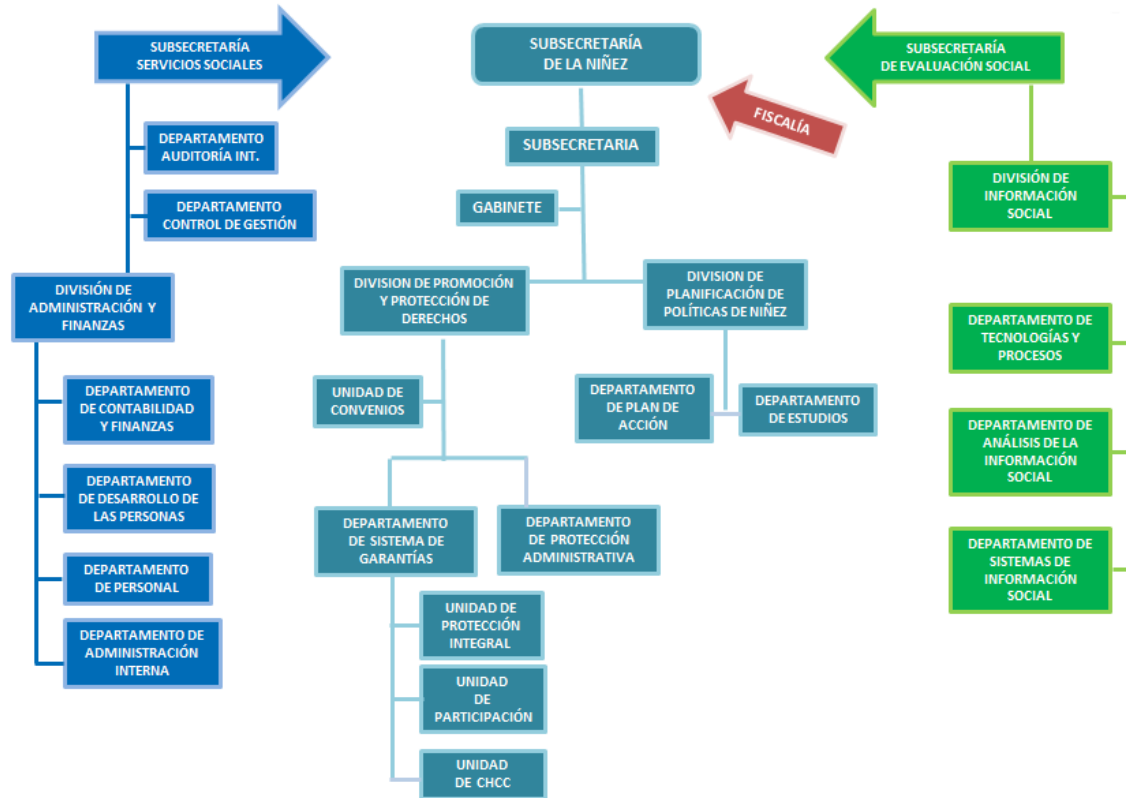 SUBSECRETARÍA
SERVICIOS SOCIALES
DEPARTAMENTO
AUDITORÍA INT.
DEPARTAMENTO
CONTROL DE GESTIÓN
DIVISIÓN DE
ADMINISTRACIÓN Y
FINANZAS
DEPARTAMENTO
DE CONTABILIDAD
Y FINANZAS
DEPARTAMENTO
DE DESARROLLO DE
LAS PERSONAS
DEPARTAMENTO
DE PERSONAL
DEPARTAMENTO DE
ADMINISTRACIÓN
INTERNA
SUBSECRETARÍA
DE LA NIÑEZ
FISCALÍA
SUBSECRETARIA
GABINETE
DIVISION DE PROMOCIÓN
Y PROTECCIÓN DE
DERECHOS
DIVISION DE
PLANIFICACIÓN DE
POLÍTICAS DE NIÑEZ
UNIDAD DE
CONVENIOS
DEPARTAMENTO
DE PLAN DE
ACCIÓN
DEPARTAMENTO
DE ESTUDIOS
DEPARTAMENTO
DE SISTEMA DE
GARANTÍAS
DEPARTAMENTO
DE PROTECCIÓN
ADMINISTRATIVA
UNIDAD DE
PROTECCIÓN
INTEGRAL
UNIDAD
DE
PARTICIPACIÓN
UNIDAD
DE CHCC
SUBSECRETARÍA
DE EVALUACIÓN SOCIAL
DIVISIÓN DE
INFORMACIÓN
SOCIAL
DEPARTAMENTO DE
TECNOLOGÍAS Y
PROCESOS
DEPARTAMENTO DE
ANÁLISIS DE LA
INFORMACIÓN
SOCIAL
DEPARTAMENTO DE
SISTEMAS DE
INFORMACIÓN
SOCIAL